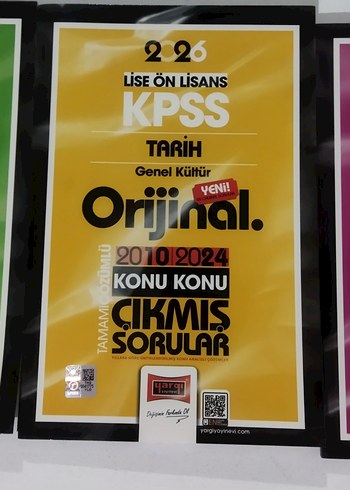 2026
LİSE ÖN LİSANS
KPSS
TARİH
Genel Kültür
YENİ!
Orijinal.
TAMAMI ÇÖZÜMLÜ
2010 2024
KONU KONU
ÇIKMIŞ
SORULAR
yargı
yayınevi
Değişime Farkında Ol
yargiyayinevi.com